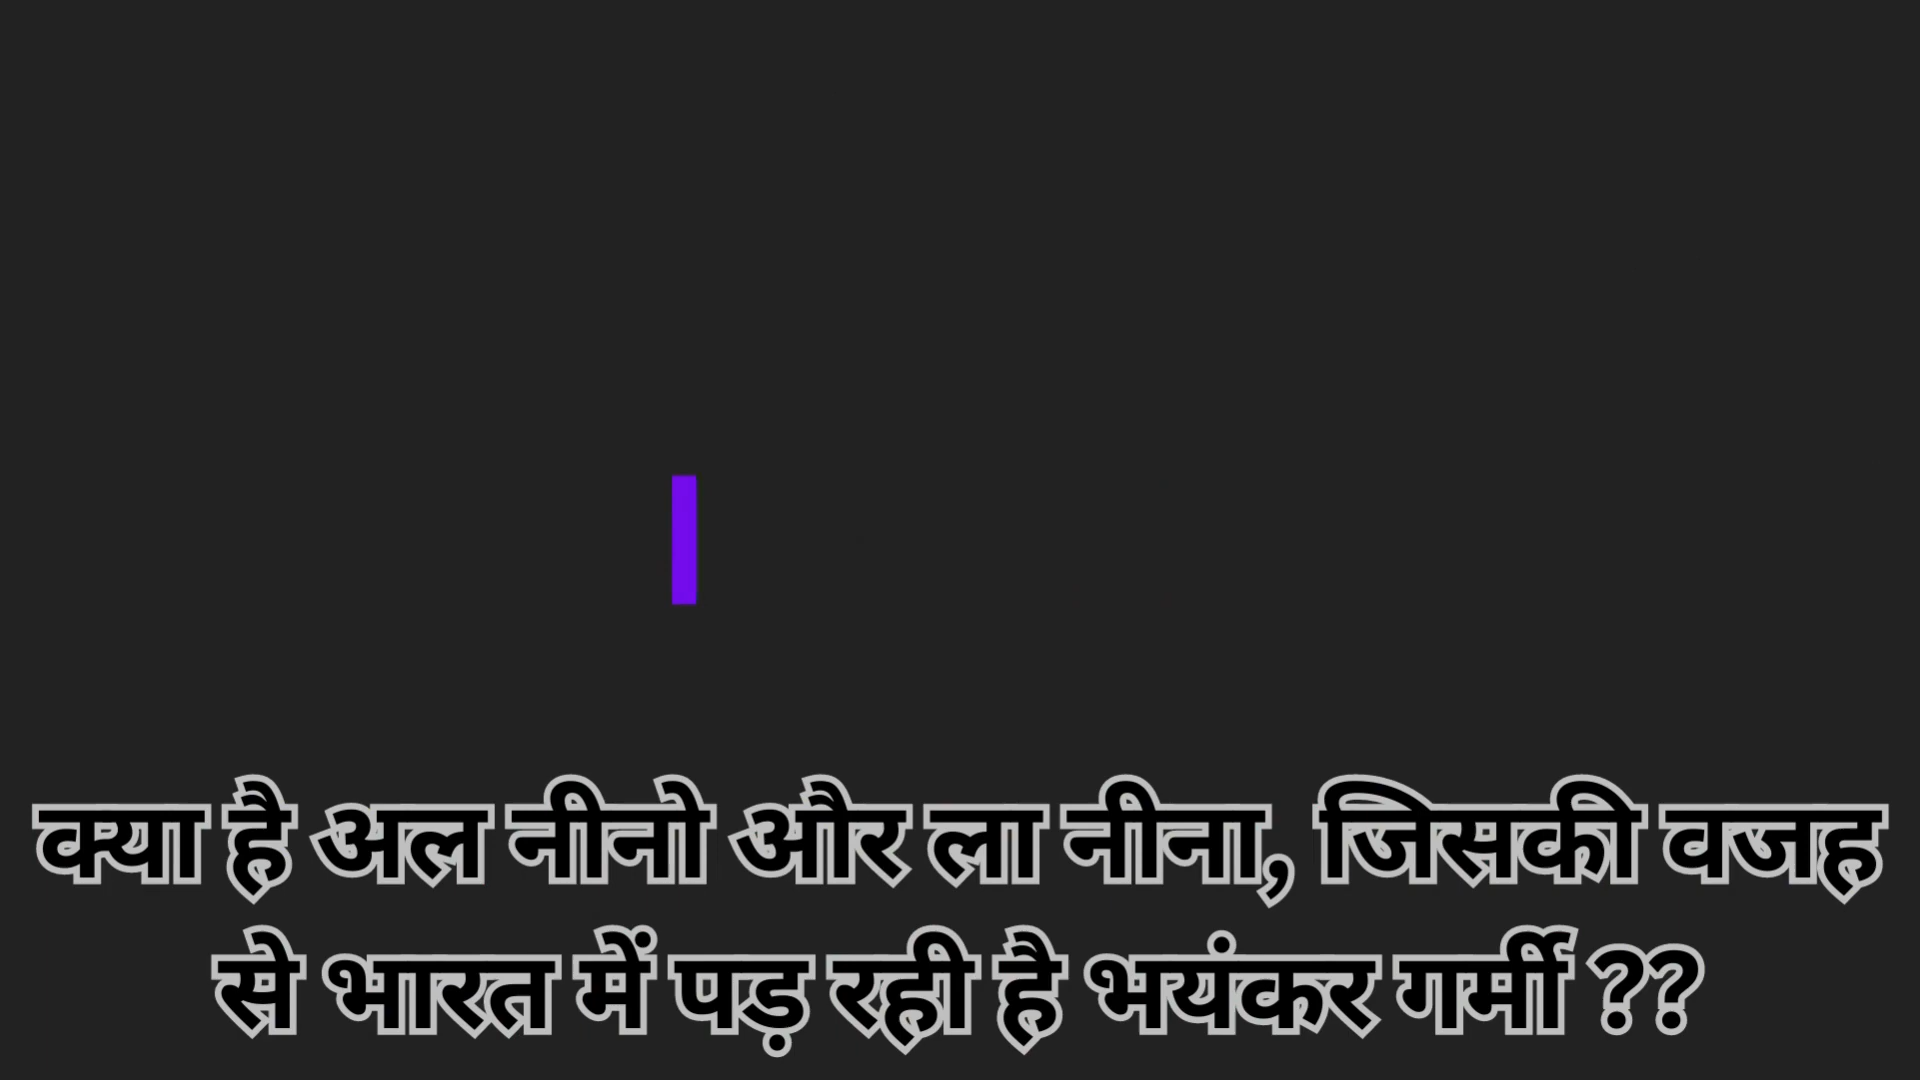 क्या है अल नीनो और ला नीना, जिसकी वजह
से भारत में पड़ रही है भयंकर गर्मी ??